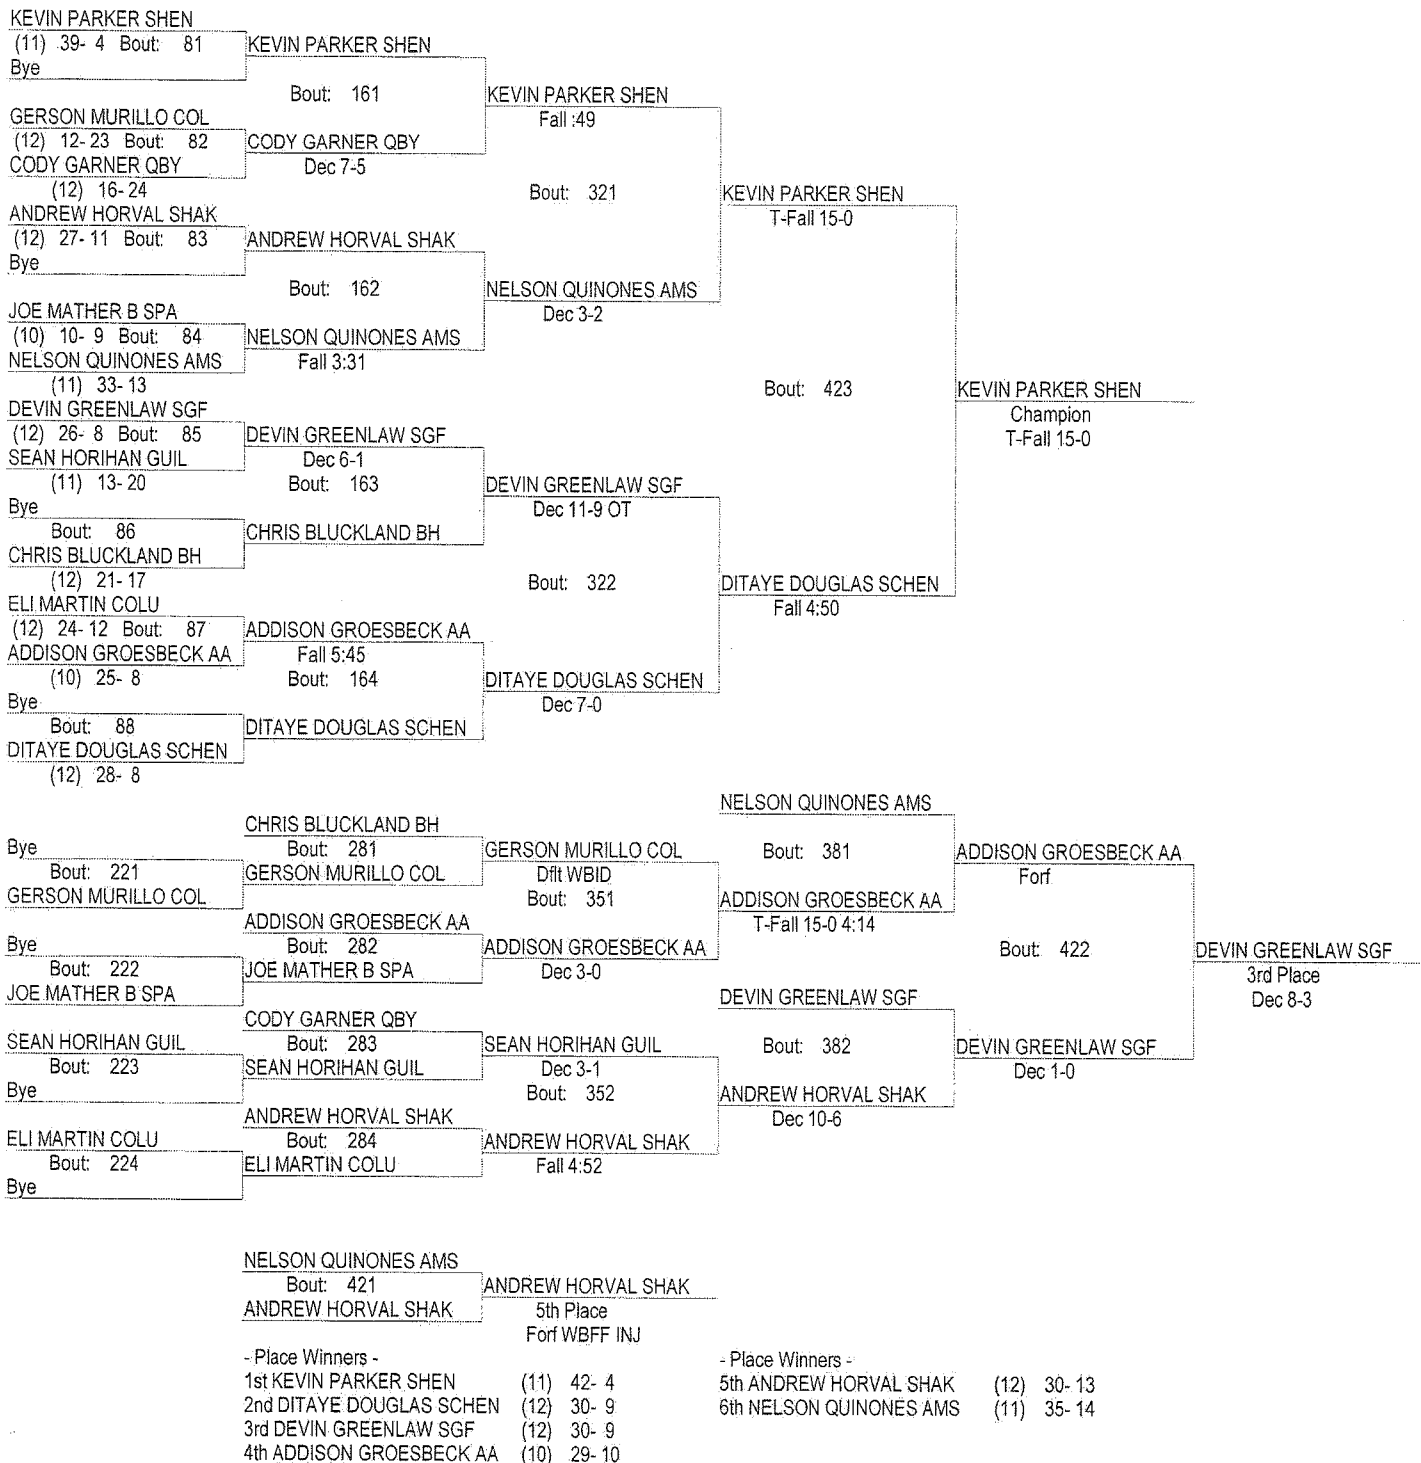 KEVIN PARKER SHEN
(11) 39- 4 Bout: 81
Bye
KEVIN PARKER SHEN
Bout: 161
GERSON MURILLO COL
(12) 12- 23 Bout: 82
CODY GARNER QBY
(12) 16- 24
CODY GARNER QBY
Dec 7-5
KEVIN PARKER SHEN
Fall :49
Bout: 321
ANDREW HORVAL SHAK
(12) 27- 11 Bout: 83
Bye
ANDREW HORVAL SHAK
Bout: 162
JOE MATHER B SPA
(10) 10- 9 Bout: 84
NELSON QUINONES AMS
(11) 33- 13
NELSON QUINONES AMS
Fall 3:31
NELSON QUINONES AMS
Dec 3-2
KEVIN PARKER SHEN
T-Fall 15-0
Bout: 423
KEVIN PARKER SHEN
Champion
T-Fall 15-0
DEVIN GREENLAW SGF
(12) 26- 8 Bout: 85
SEAN HORIHAN GUIL
(11) 13- 20
DEVIN GREENLAW SGF
Dec 6-1
Bout: 163
Bye
Bout: 86
CHRIS BLUCKLAND BH
(12) 21- 17
CHRIS BLUCKLAND BH
DEVIN GREENLAW SGF
Dec 11-9 OT
Bout: 322
ELI MARTIN COLU
(12) 24- 12 Bout: 87
ADDISON GROESBECK AA
(10) 25- 8
ADDISON GROESBECK AA
Fall 5:45
Bout: 164
Bye
Bout: 88
DITAYE DOUGLAS SCHEN
(12) 28- 8
DITAYE DOUGLAS SCHEN
DITAYE DOUGLAS SCHEN
Dec 7-0
DITAYE DOUGLAS SCHEN
Fall 4:50
Bye
Bout: 221
GERSON MURILLO COL
CHRIS BLUCKLAND BH
Bout: 281
GERSON MURILLO COL
GERSON MURILLO COL
Dflt WBID
Bout: 351
Bye
Bout: 222
JOE MATHER B SPA
ADDISON GROESBECK AA
Bout: 282
JOE MATHER B SPA
ADDISON GROESBECK AA
Dec 3-0
NELSON QUINONES AMS
Bout: 381
ADDISON GROESBECK AA
T-Fall 15-0 4:14
ADDISON GROESBECK AA
Forf
Bout: 422
DEVIN GREENLAW SGF
3rd Place
Dec 8-3
SEAN HORIHAN GUIL
Bout: 223
Bye
CODY GARNER QBY
Bout: 283
SEAN HORIHAN GUIL
SEAN HORIHAN GUIL
Dec 3-1
Bout: 352
ELI MARTIN COLU
Bout: 224
Bye
ANDREW HORVAL SHAK
Bout: 284
ELI MARTIN COLU
ANDREW HORVAL SHAK
Fall 4:52
DEVIN GREENLAW SGF
Bout: 382
ANDREW HORVAL SHAK
Dec 10-6
DEVIN GREENLAW SGF
Dec 1-0
NELSON QUINONES AMS
Bout: 421
ANDREW HORVAL SHAK
ANDREW HORVAL SHAK
5th Place
Forf WBFF INJ
- Place Winners -
1st KEVIN PARKER SHEN (11) 42- 4
2nd DITAYE DOUGLAS SCHEN (12) 30- 9
3rd DEVIN GREENLAW SGF (12) 30- 9
4th ADDISON GROESBECK AA (10) 29- 10
- Place Winners -
5th ANDREW HORVAL SHAK (12) 30- 13
6th NELSON QUINONES AMS (11) 35- 14